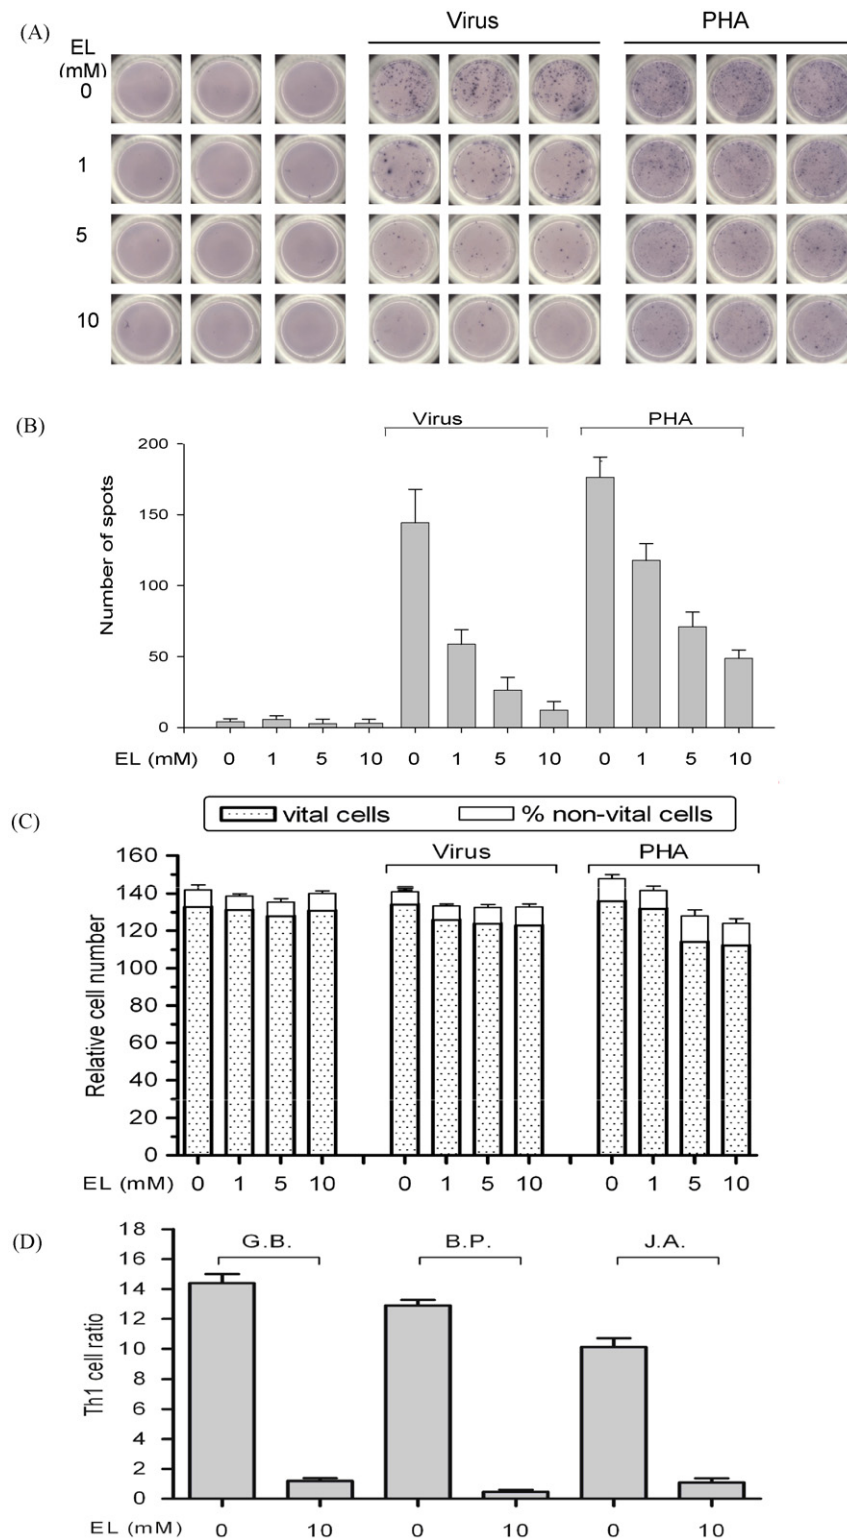 (A)
Virus PHA
EL
(mM)
0
1
5
10
(B)
Virus PHA
200
150
100
50
0
Number of spots
EL (mM) 0 1 5 10 0 1 5 10 0 1 5 10
(C)
vital cells % non-vital cells
Virus PHA
160
140
120
100
80
60
40
20
0
Relative cell number
EL (mM) 0 1 5 10 0 1 5 10 0 1 5 10
(D)
G.B. B.P. J.A.
18
16
14
12
10
8
6
4
2
0
Th1 cell ratio
EL (mM) 0 10 0 10 0 10